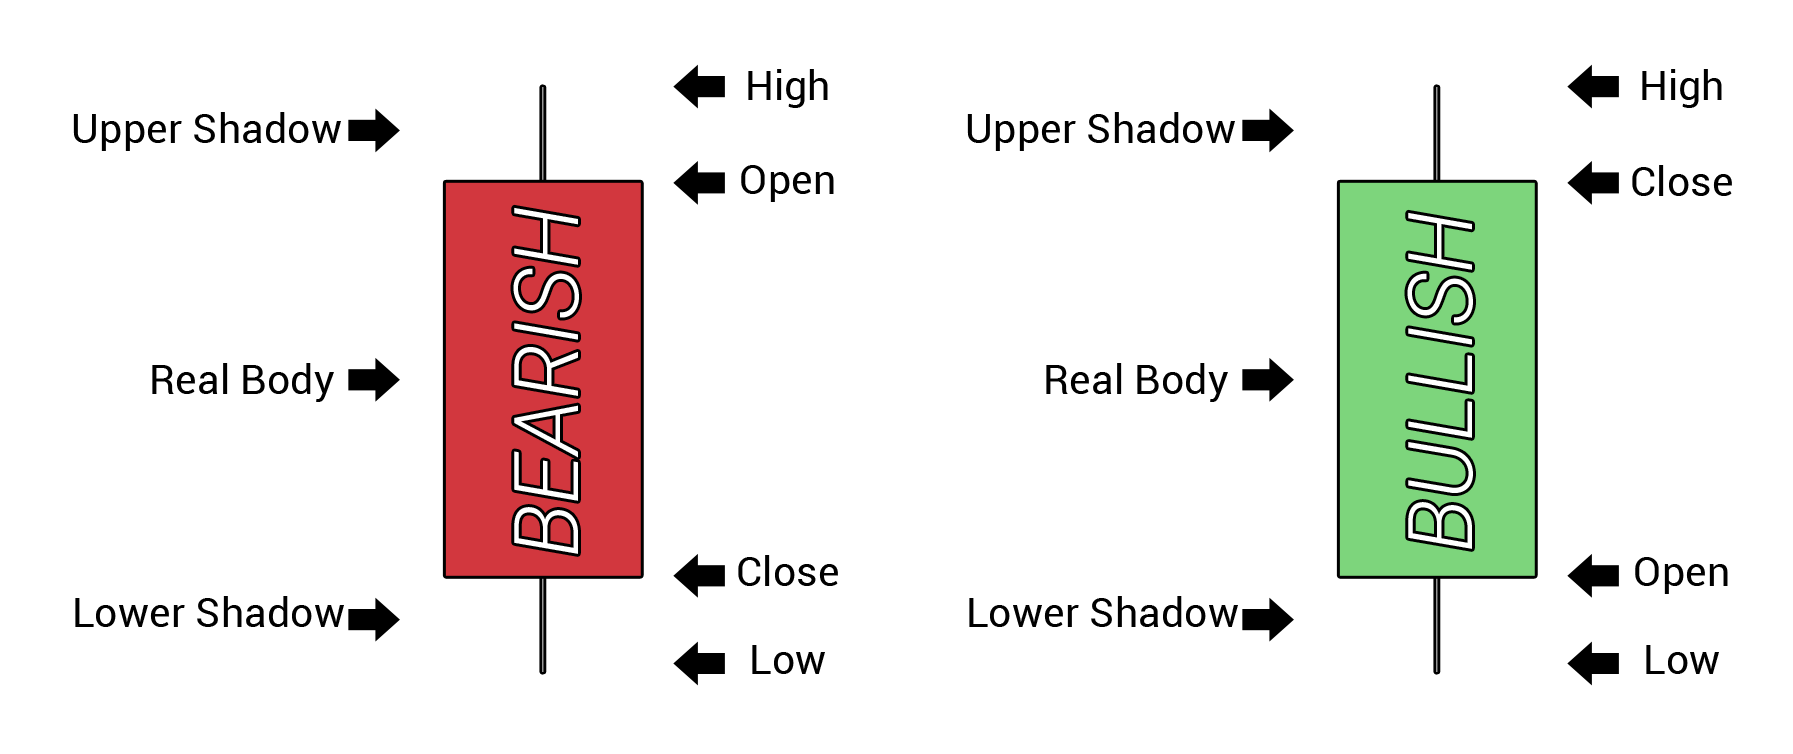 High
Upper Shadow
Open
BEARISH
Real Body
Close
Lower Shadow
Low
High
Upper Shadow
Close
BULLISH
Real Body
Open
Lower Shadow
Low